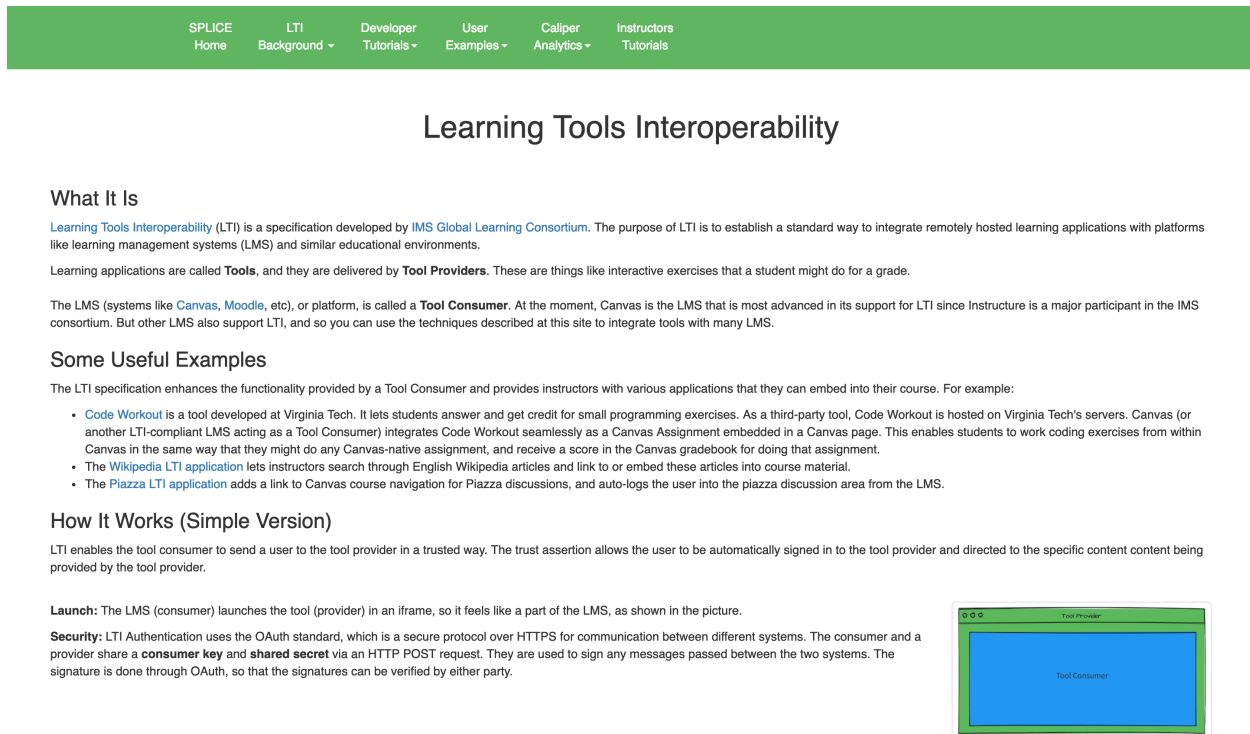 SPLICE Home
LTI Background
Developer Tutorials
User Examples
Caliper Analytics
Instructors Tutorials
Learning Tools Interoperability
What It Is
Learning Tools Interoperability (LTI) is a specification developed by IMS Global Learning Consortium. The purpose of LTI is to establish a standard way to integrate remotely hosted learning applications with platforms
like learning management systems (LMS) and similar educational environments.
Learning applications are called Tools, and they are delivered by Tool Providers. These are things like interactive exercises that a student might do for a grade.
The LMS (systems like Canvas, Moodle, etc), or platform, is called a Tool Consumer. At the moment, Canvas is the LMS that is most advanced in its support for LTI since Instructure is a major participant in the IMS
consortium. But other LMS also support LTI, and so you can use the techniques described at this site to integrate tools with many LMS.
Some Useful Examples
The LTI specification enhances the functionality provided by a Tool Consumer and provides instructors with various applications that they can embed into their course. For example:
• Code Workout is a tool developed at Virginia Tech. It lets students answer and get credit for small programming exercises. As a third-party tool, Code Workout is hosted on Virginia Tech's servers. Canvas (or
another LTI-compliant LMS acting as a Tool Consumer) integrates Code Workout seamlessly as a Canvas Assignment embedded in a Canvas page. This enables students to work coding exercises from within
Canvas in the same way that they might do any Canvas-native assignment, and receive a score in the Canvas gradebook for doing that assignment.
• The Wikipedia LTI application lets instructors search through English Wikipedia articles and link to or embed these articles into course material.
• The Piazza LTI application adds a link to Canvas course navigation for Piazza discussions, and auto-logs the user into the piazza discussion area from the LMS.
How It Works (Simple Version)
LTI enables the tool consumer to send a user to the tool provider in a trusted way. The trust assertion allows the user to be automatically signed in to the tool provider and directed to the specific content content being
provided by the tool provider.
Launch: The LMS (consumer) launches the tool (provider) in an iframe, so it feels like a part of the LMS, as shown in the picture.
Security: LTI Authentication uses the OAuth standard, which is a secure protocol over HTTPS for communication between different systems. The consumer and a
provider share a consumer key and shared secret via an HTTP POST request. They are used to sign any messages passed between the two systems. The
signature is done through OAuth, so that the signatures can be verified by either party.
Tool Provider
Tool Consumer